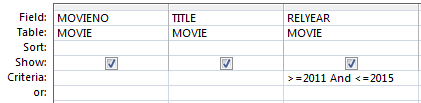 Field: MOVIENO TITLE RELYEAR
Table: MOVIE MOVIE MOVIE
Sort:
Show:
Criteria: >=2011 And <=2015
or: